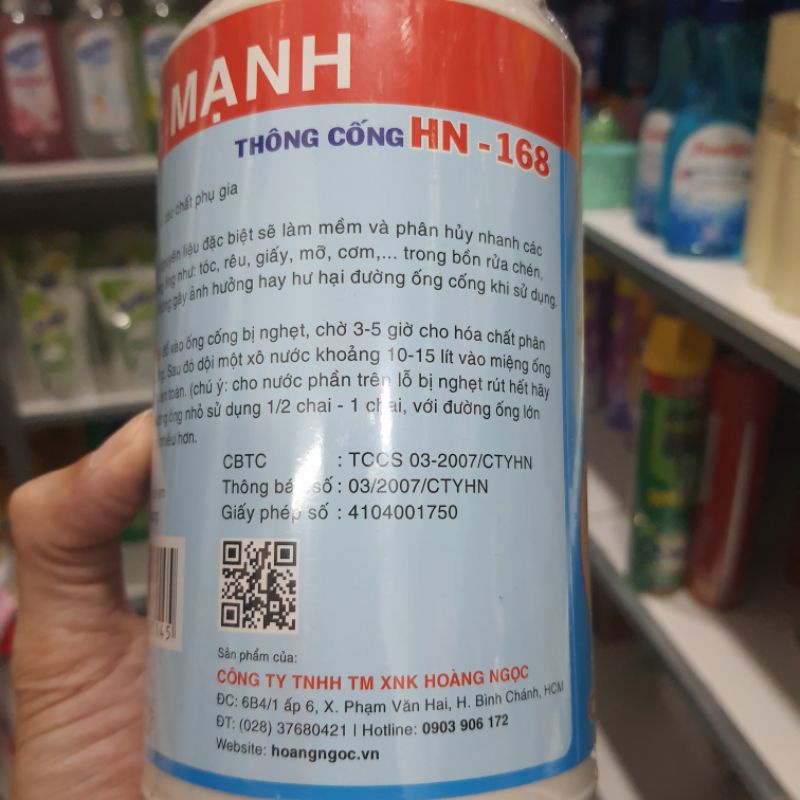 MẠNH
THÔNG CỐNG HN - 168
chất phụ gia
nguyên liệu đặc biệt sẽ làm mềm và phân hủy nhanh các
như: tóc, rêu, giấy, mỡ, cơm,... trong bồn rửa chén,
gây ảnh hưởng hay hư hại đường ống cống khi sử dụng.
đổ vào ống cống bị nghẹt, chờ 3-5 giờ cho hóa chất phân
Sau đó dội một xô nước khoảng 10-15 lít vào miệng ống
toàn. (chú ý: cho nước phần trên lỗ bị nghẹt rút hết hãy
ống nhỏ sử dụng 1/2 chai - 1 chai, với đường ống lớn
hơn.
CBTC : TCCS 03-2007/CTYHN
Thông báo số : 03/2007/CTYHN
Giấy phép số : 4104001750
Sản phẩm của:
CÔNG TY TNHH TM XNK HOÀNG NGỌC
ĐC: 6B4/1 ấp 6, X. Phạm Văn Hai, H. Bình Chánh, HCM
ĐT: (028) 37680421 | Hotline: 0903 906 172
Website: hoangngoc.vn